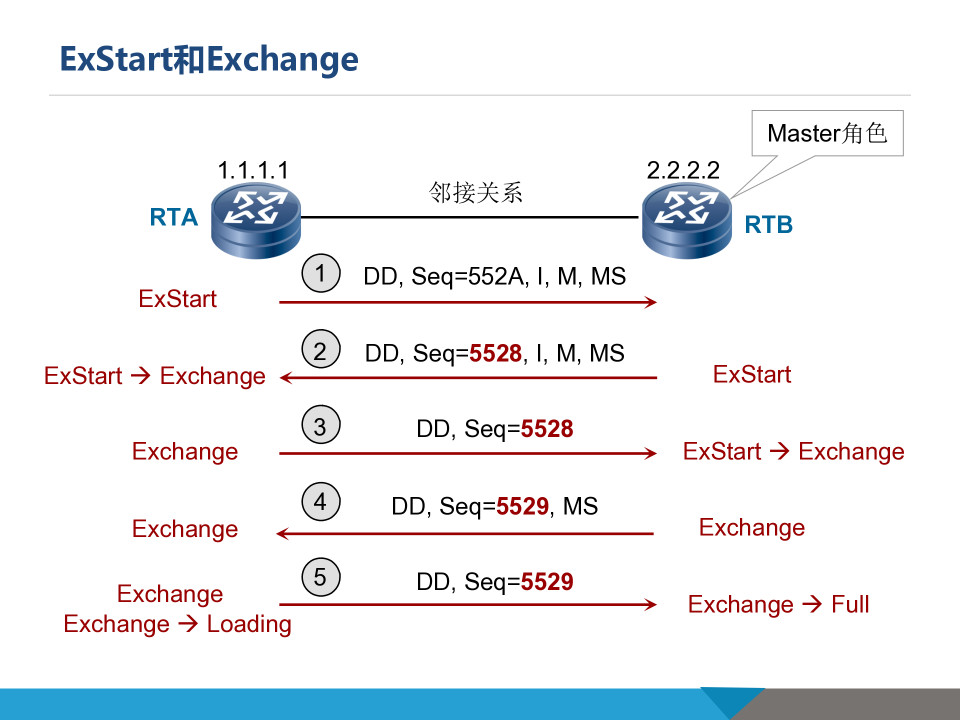 ExStart和Exchange
Master角色
1.1.1.1
2.2.2.2
邻接关系
RTA
RTB
1
DD, Seq=552A, I, M, MS
ExStart
2
DD, Seq=5528, I, M, MS
ExStart → Exchange
ExStart
3
DD, Seq=5528
Exchange
ExStart → Exchange
4
DD, Seq=5529, MS
Exchange
Exchange
5
DD, Seq=5529
Exchange
Exchange → Loading
Exchange → Full